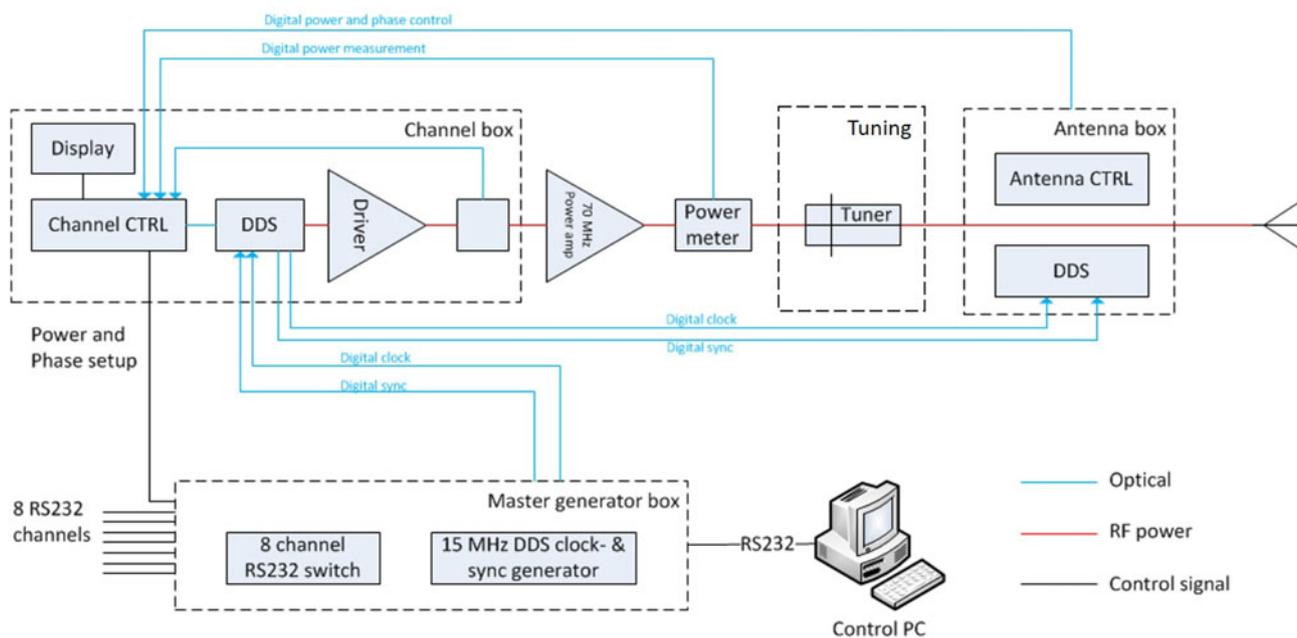 Digital power and phase control
Digital power measurement
Channel box
Tuning
Antenna box
Display
Channel CTRL
DDS
Driver
70 MHz
Power amp
Power
meter
Tuner
Antenna CTRL
DDS
Digital clock
Digital sync
Power and
Phase setup
Digital clock
Digital sync
8 RS232
channels
Master generator box
8 channel
RS232 switch
15 MHz DDS clock- &
sync generator
RS232
Control PC
Optical
RF power
Control signal